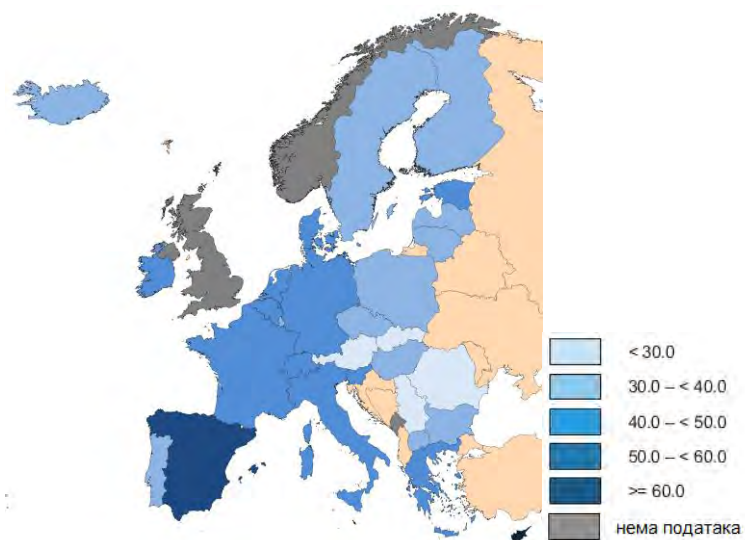 < 30.0
30.0 – < 40.0
40.0 – < 50.0
50.0 – < 60.0
>= 60.0
нема података